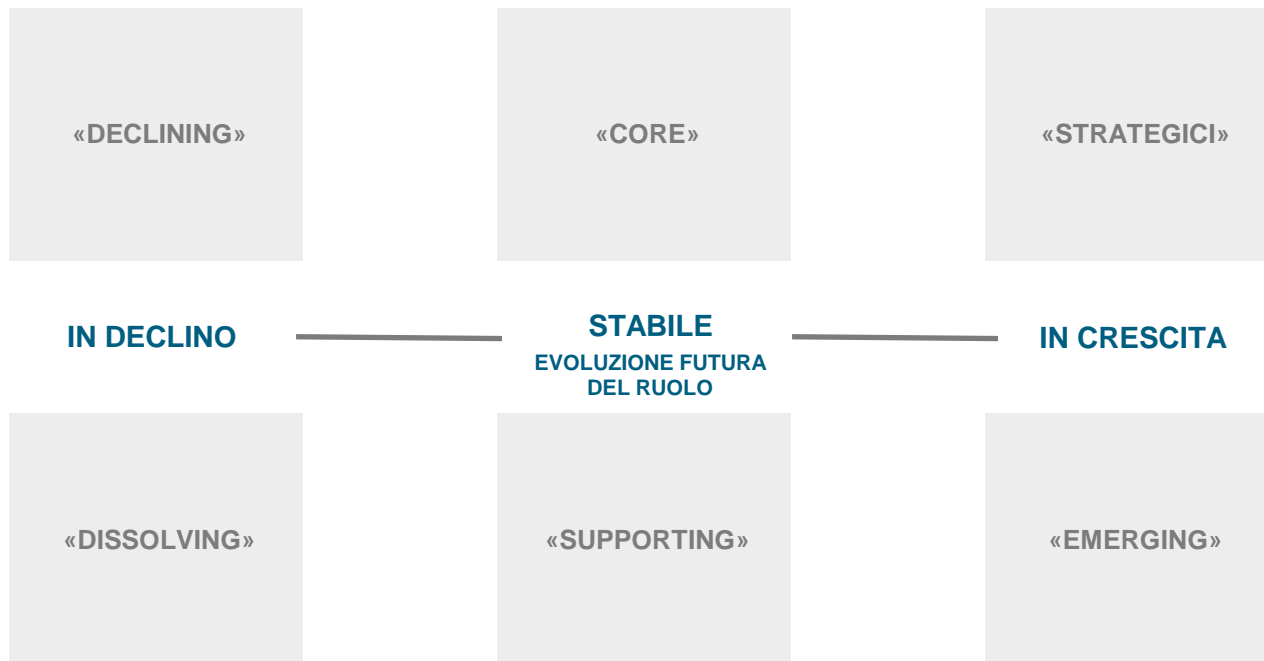 «DECLINING»
«CORE»
«STRATEGICI»
IN DECLINO
STABILE
EVOLUZIONE FUTURA
DEL RUOLO
IN CRESCITA
«DISSOLVING»
«SUPPORTING»
«EMERGING»